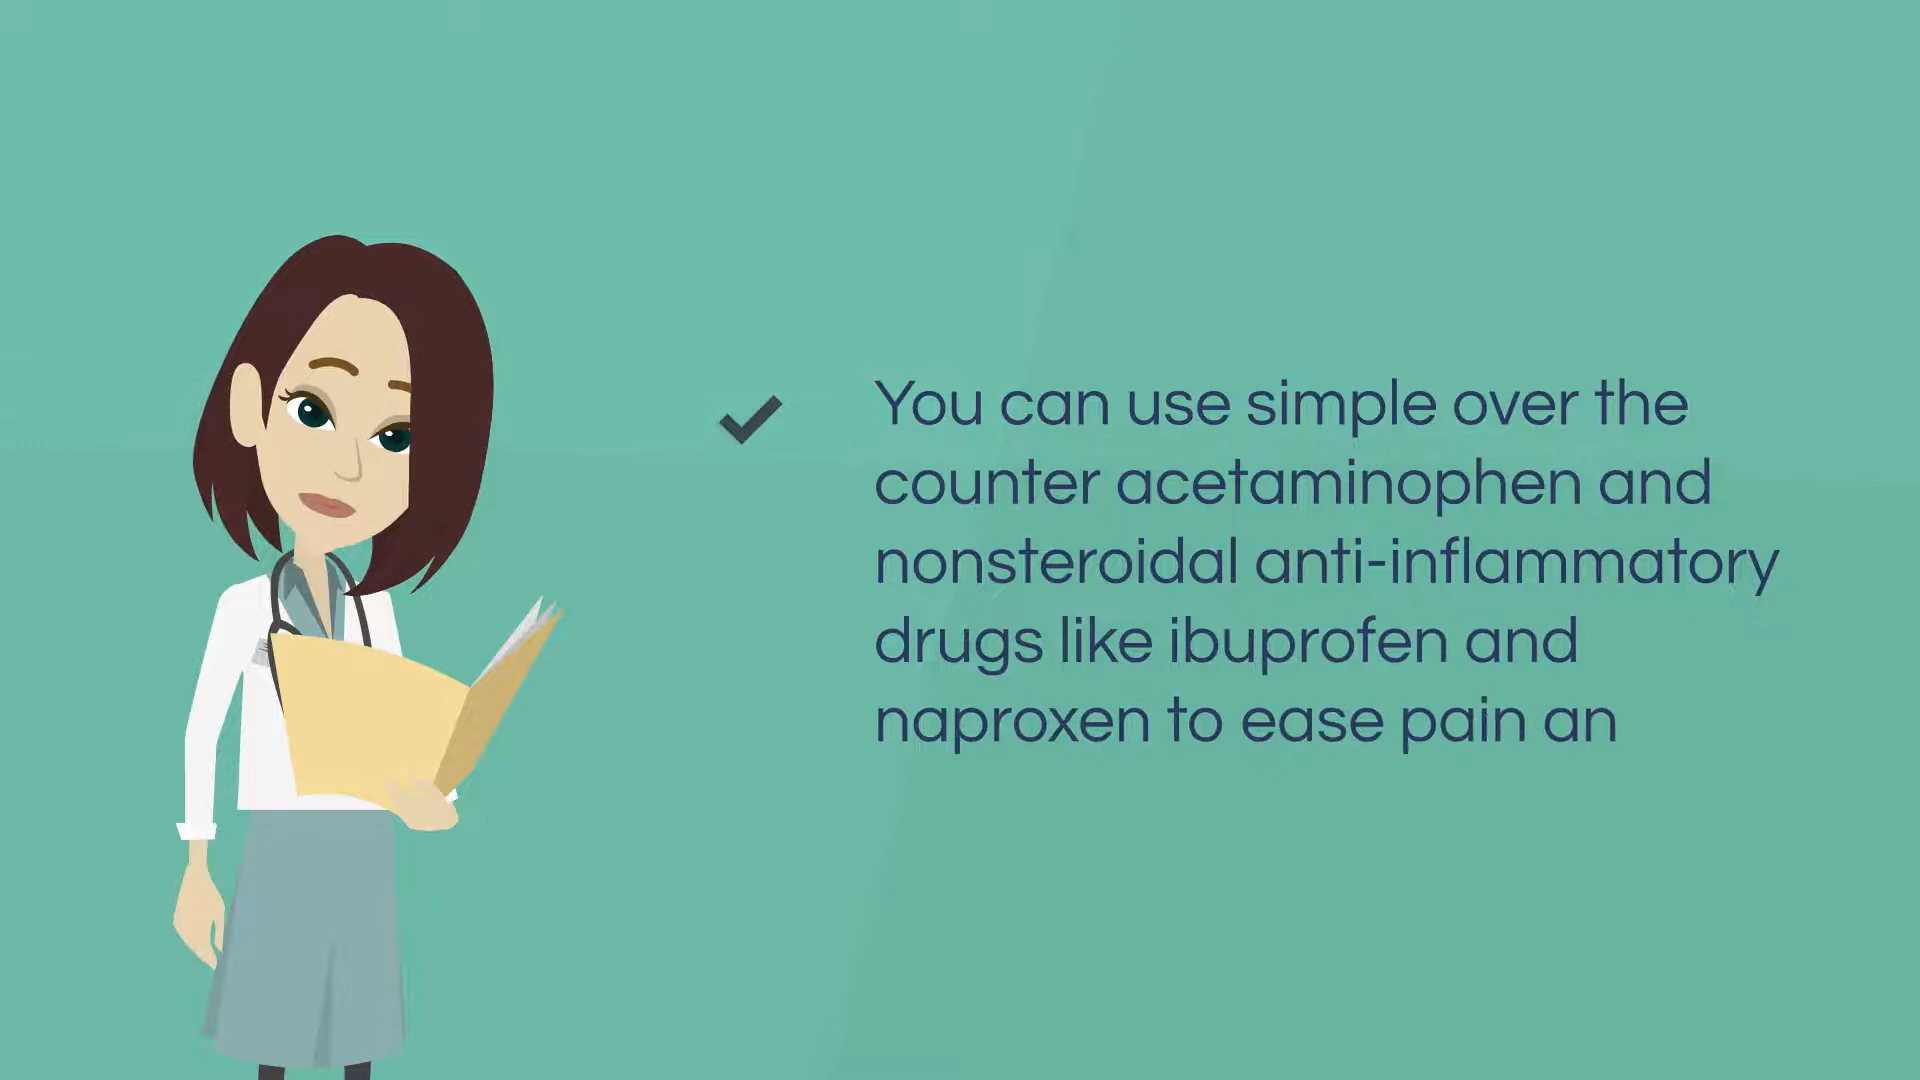 You can use simple over the
counter acetaminophen and
nonsteroidal anti-inflammatory
drugs like ibuprofen and
naproxen to ease pain an